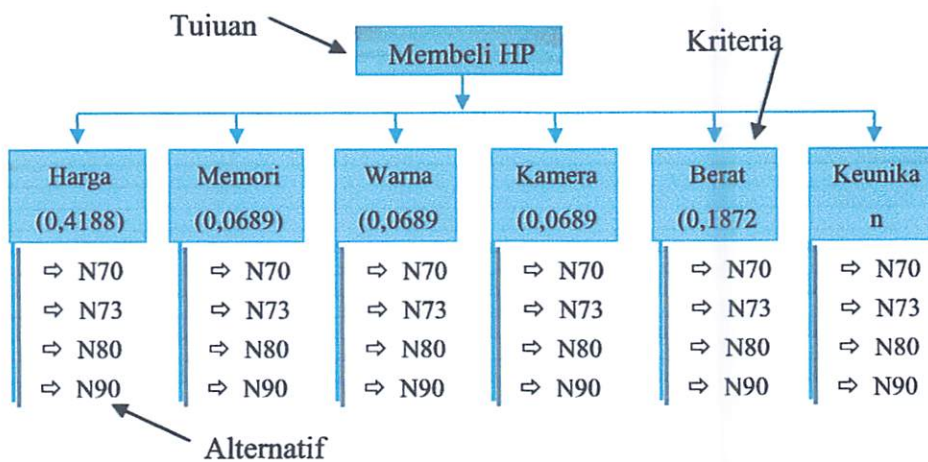 Tujuan
Membeli HP
Kriteria
Harga
(0,4188)
Memori
(0,0689)
Warna
(0,0689
Kamera
(0,0689
Berat
(0,1872
Keunika
n
⇨ N70
⇨ N73
⇨ N80
⇨ N90
⇨ N70
⇨ N73
⇨ N80
⇨ N90
⇨ N70
⇨ N73
⇨ N80
⇨ N90
⇨ N70
⇨ N73
⇨ N80
⇨ N90
⇨ N70
⇨ N73
⇨ N80
⇨ N90
⇨ N70
⇨ N73
⇨ N80
⇨ N90
Alternatif